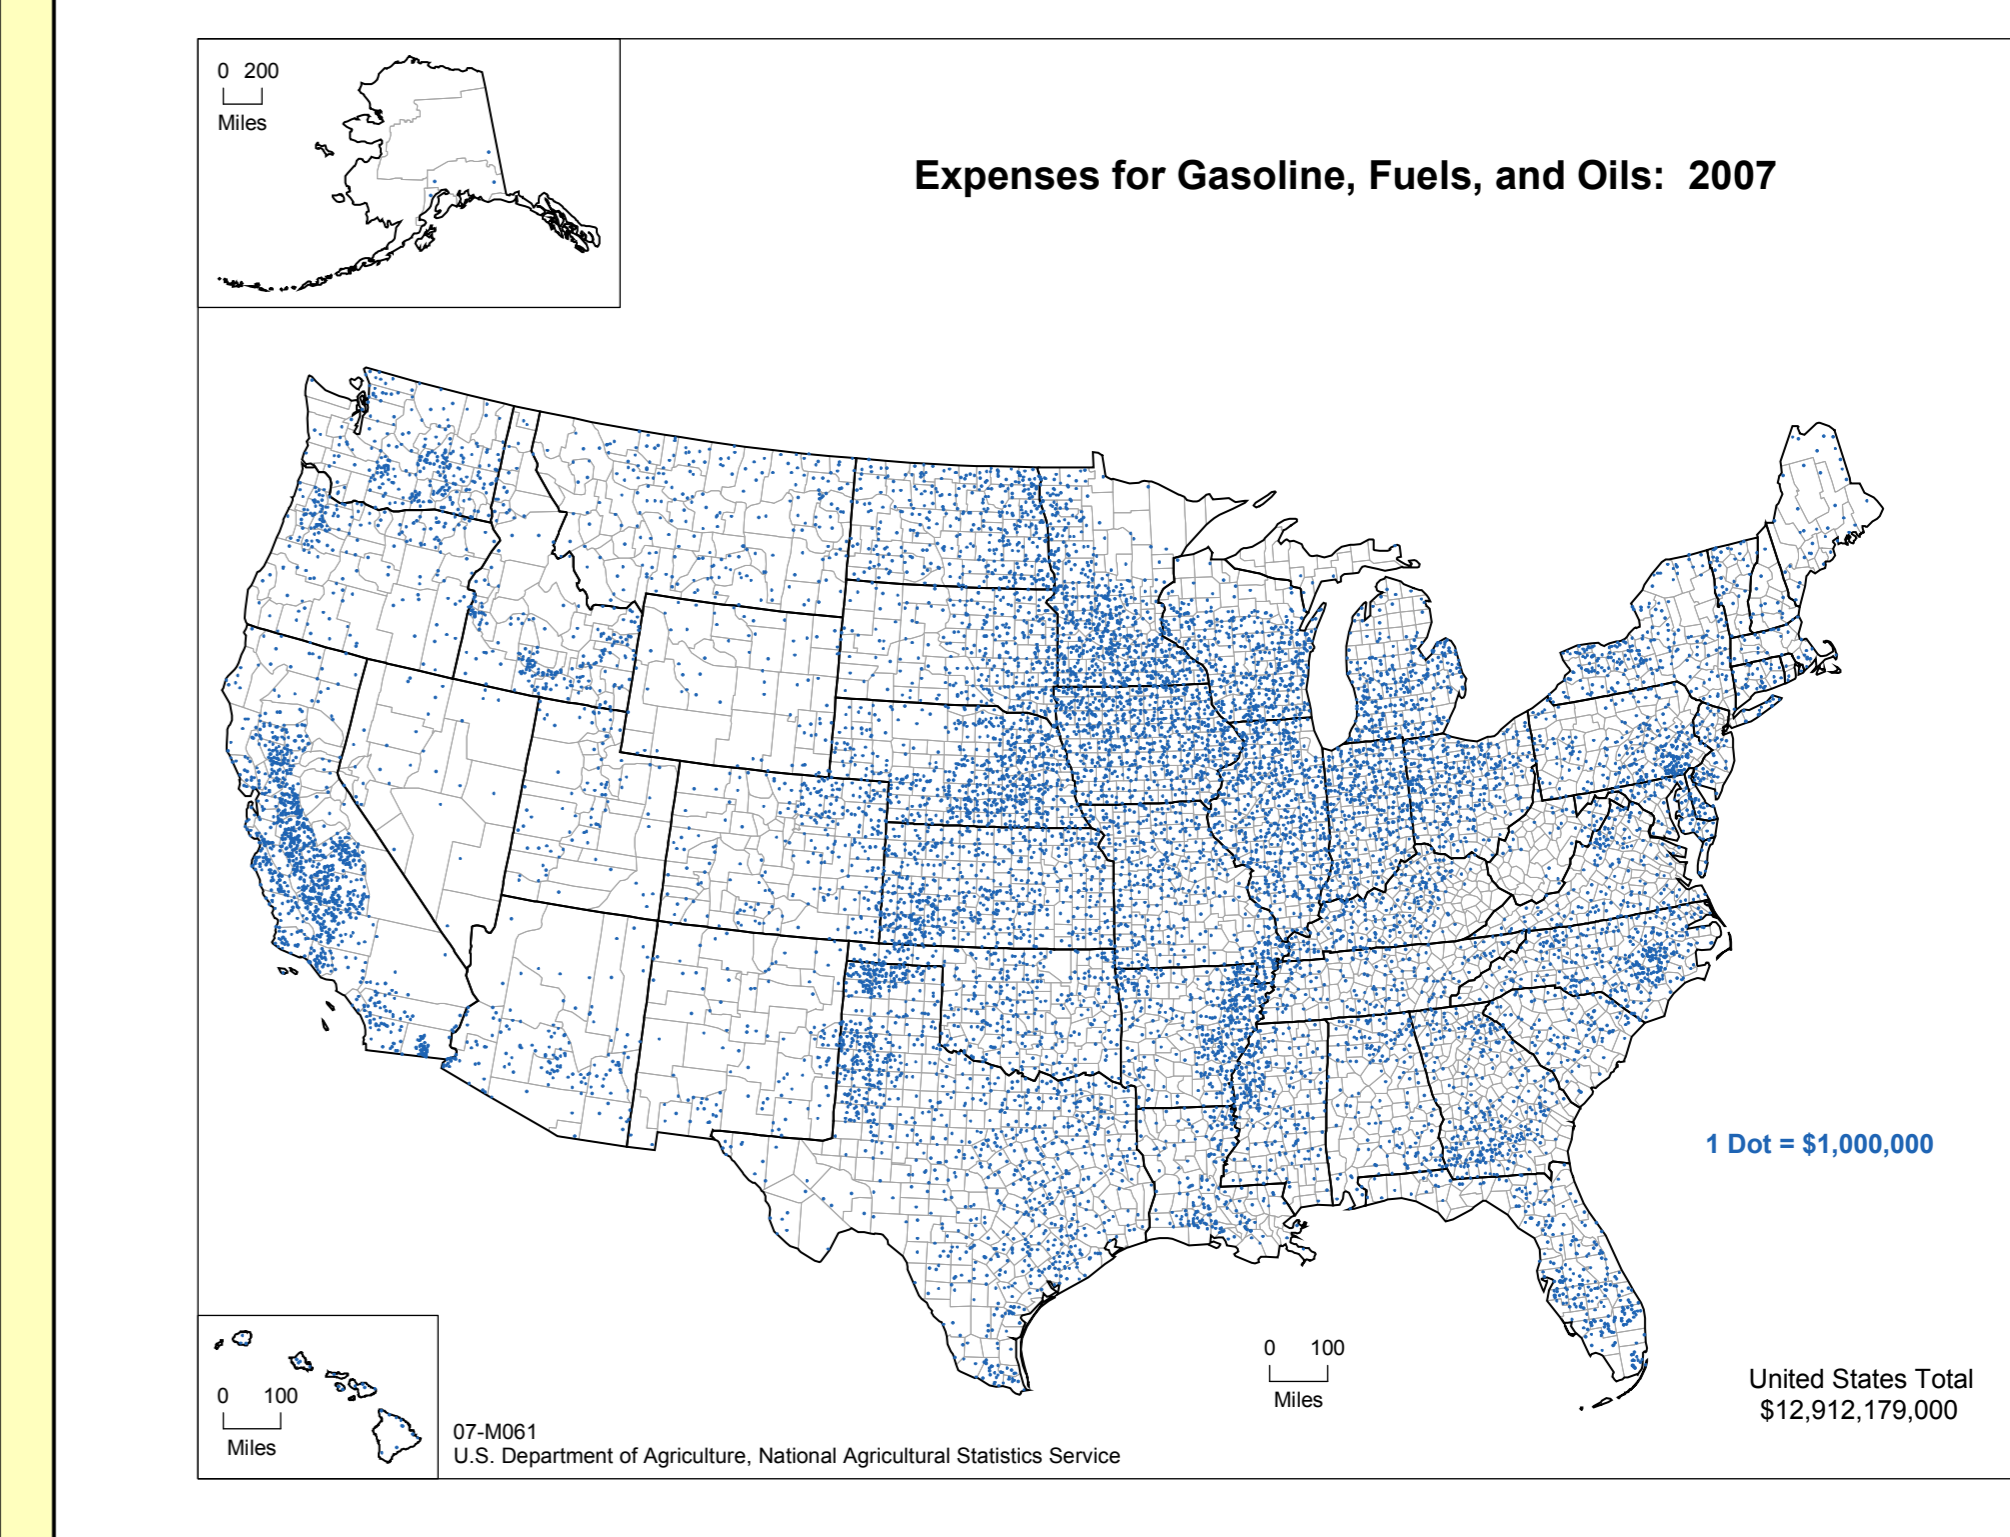 0 200
Miles
Expenses for Gasoline, Fuels, and Oils: 2007
1 Dot = $1,000,000
0 100
Miles
United States Total
$12,912,179,000
0 100
Miles
07-M061
U.S. Department of Agriculture, National Agricultural Statistics Service